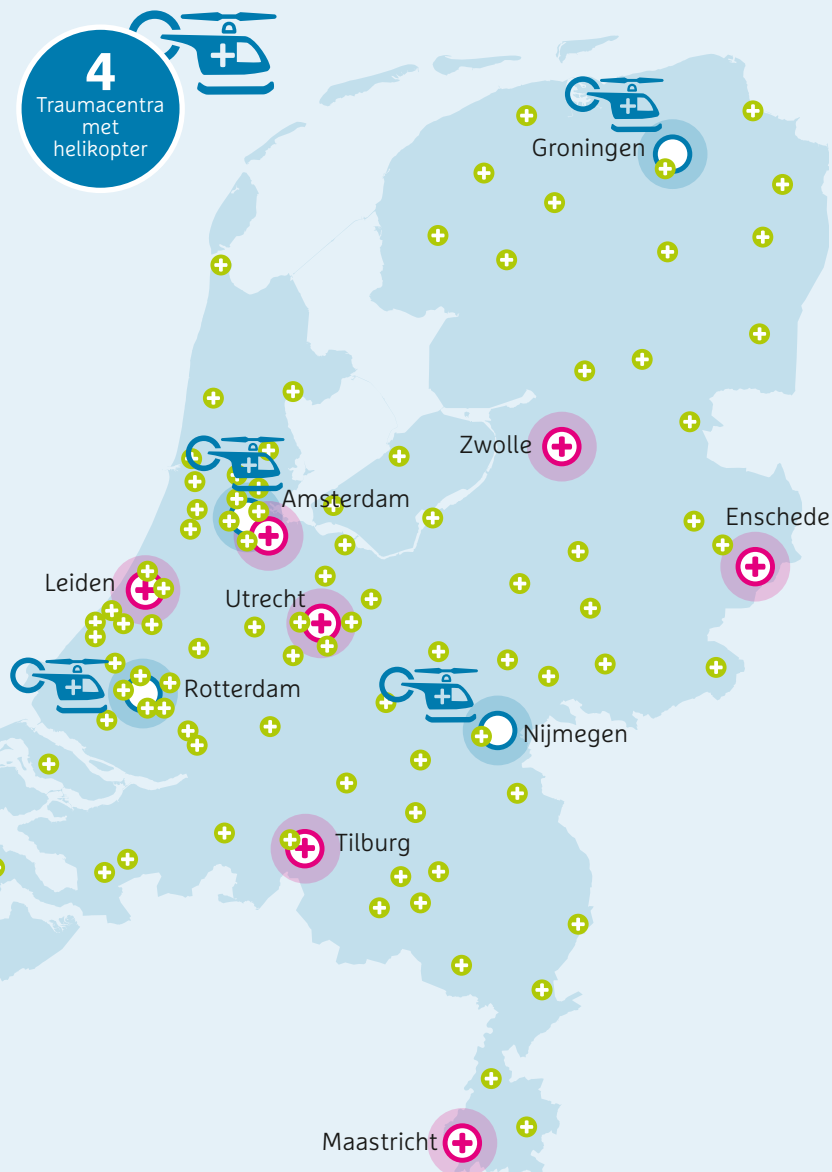 4
Traumacentra
met
helikopter
Groningen
Zwolle
Amsterdam
Enschede
Leiden
Utrecht
Rotterdam
Nijmegen
Tilburg
Maastricht